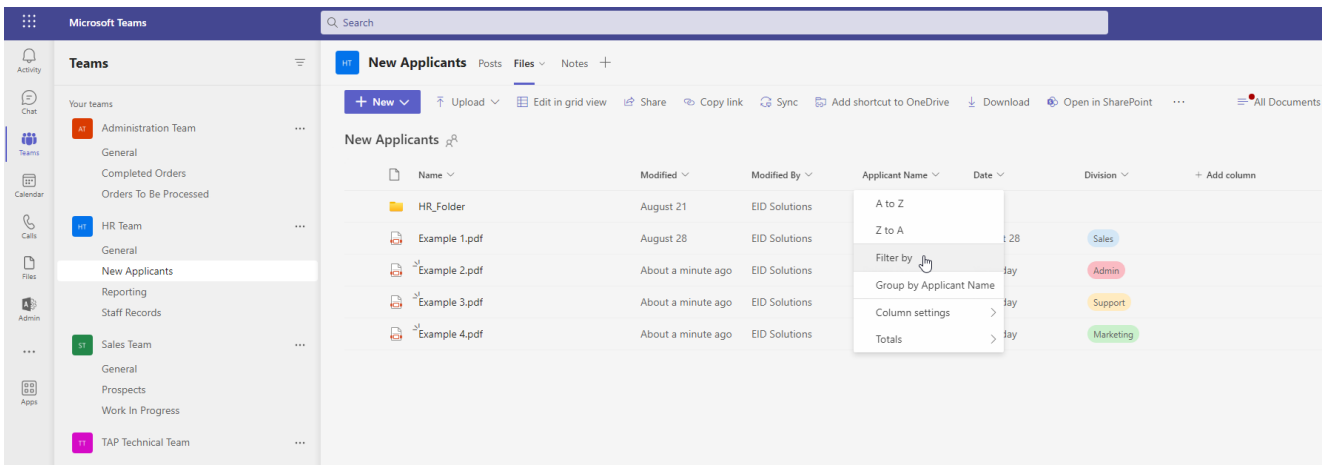 Microsoft Teams
Search
Activity
Chat
Teams
Calendar
Calls
Files
Admin
Apps
Teams
Your teams
AT Administration Team
General
Completed Orders
Orders To Be Processed
HT HR Team
General
New Applicants
Reporting
Staff Records
ST Sales Team
General
Prospects
Work In Progress
TT TAP Technical Team
HT New Applicants Posts Files Notes
New Upload Edit in grid view Share Copy link Sync Add shortcut to OneDrive Download Open in SharePoint All Documents
New Applicants
Name Modified Modified By Applicant Name Date Division + Add column
HR_Folder August 21 EID Solutions
Example 1.pdf August 28 EID Solutions 28 Sales
Example 2.pdf About a minute ago EID Solutions day Admin
Example 3.pdf About a minute ago EID Solutions day Support
Example 4.pdf About a minute ago EID Solutions day Marketing
A to Z
Z to A
Filter by
Group by Applicant Name
Column settings
Totals